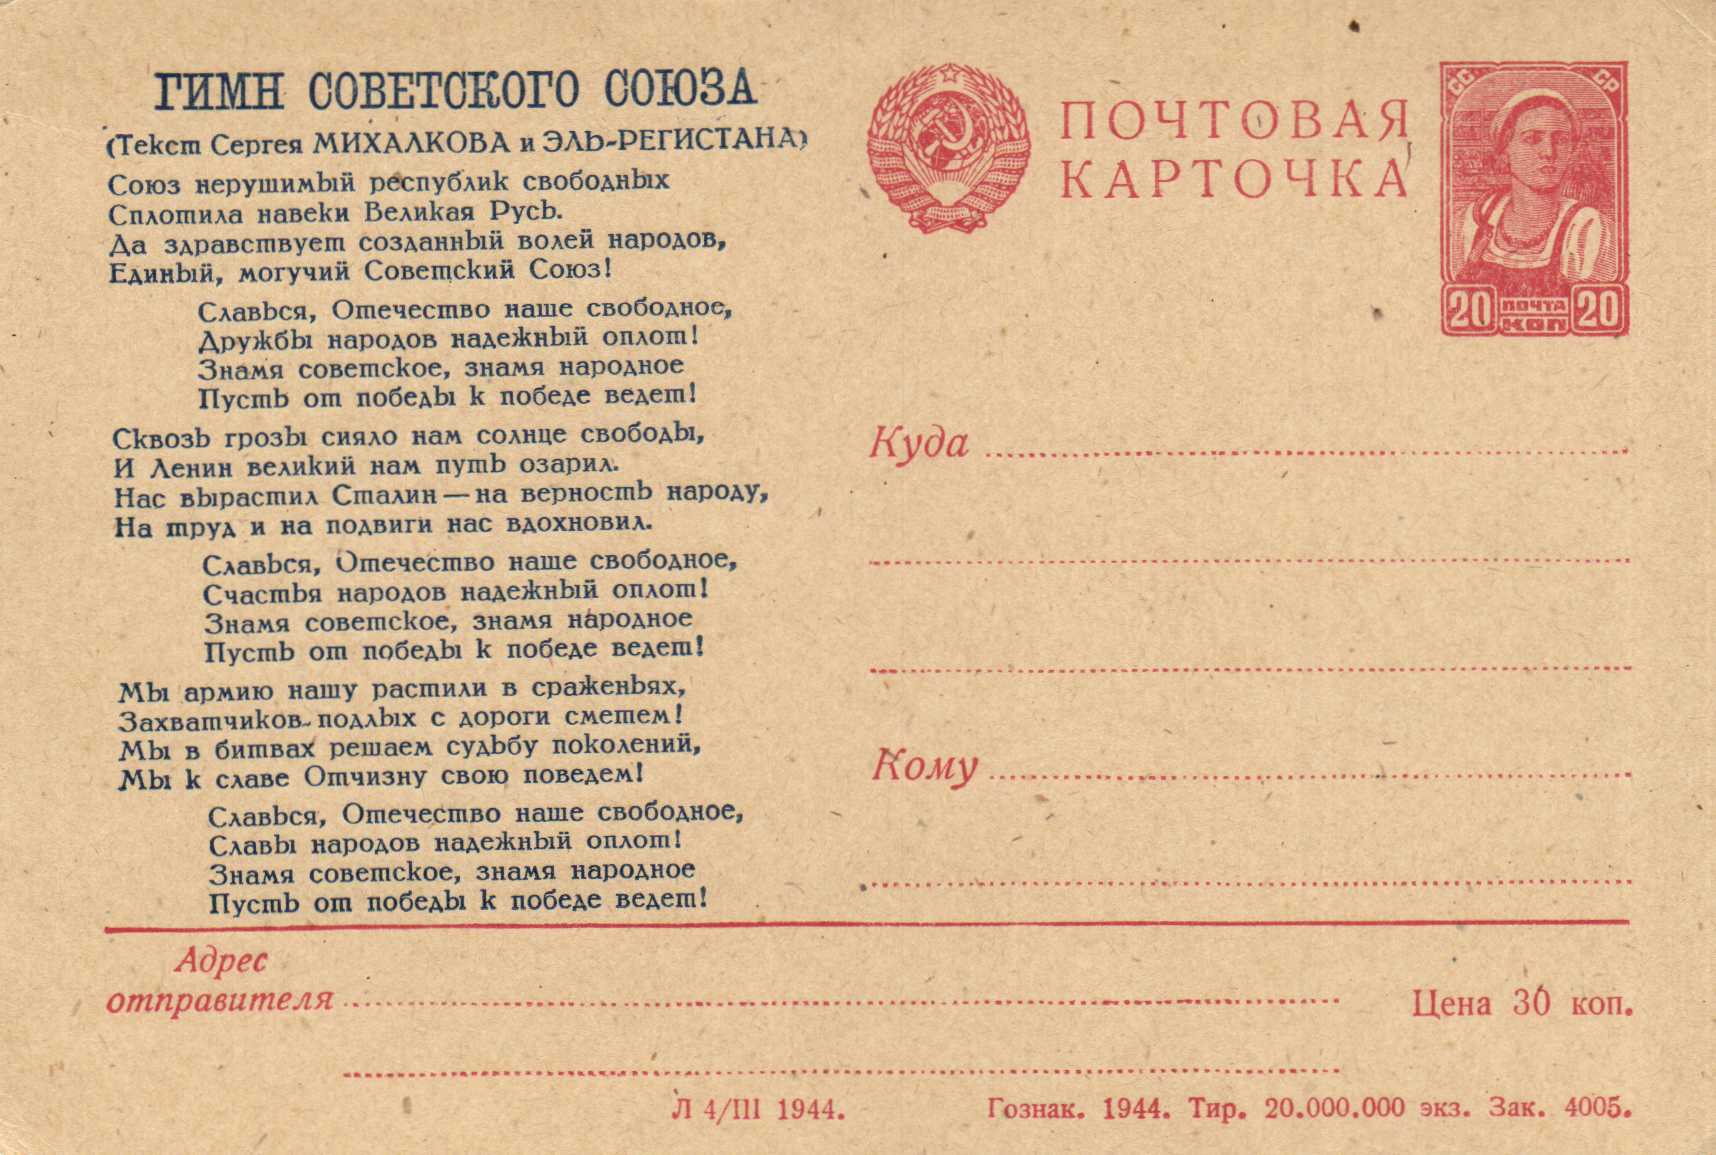 ГИМН СОВЕТСКОГО СОЮЗА
(Текст Сергея МИХАЛКОВА и ЭЛЬ-РЕГИСТАНА)
Союз нерушимый республик свободных
Сплотила навеки Великая Русь.
Да здравствует созданный волей народов,
Единый, могучий Советский Союз!
Славься, Отечество наше свободное,
Дружбы народов надежный оплот!
Знамя советское, знамя народное
Пусть от победы к победе ведет!
Сквозь грозы сияло нам солнце свободы,
И Ленин великий нам путь озарил.
Нас вырастил Сталин — на верность народу,
На труд и на подвиги нас вдохновил.
Славься, Отечество наше свободное,
Счастья народов надежный оплот!
Знамя советское, знамя народное
Пусть от победы к победе ведет!
Мы армию нашу растили в сраженьях,
Захватчиков подлых с дороги сметем!
Мы в битвах решаем судьбу поколений,
Мы к славе Отчизну свою поведем!
Славься, Отечество наше свободное,
Славы народов надежный оплот!
Знамя советское, знамя народное
Пусть от победы к победе ведет!
ПОЧТОВАЯ
КАРТОЧКА
СС СР
20 ПОЧТА 20
КОП
Куда
Кому
Адрес
отправителя
Цена 30 коп.
Л 4/III 1944.
Гознак. 1944. Тир. 20.000.000 экз. Зак. 4005.